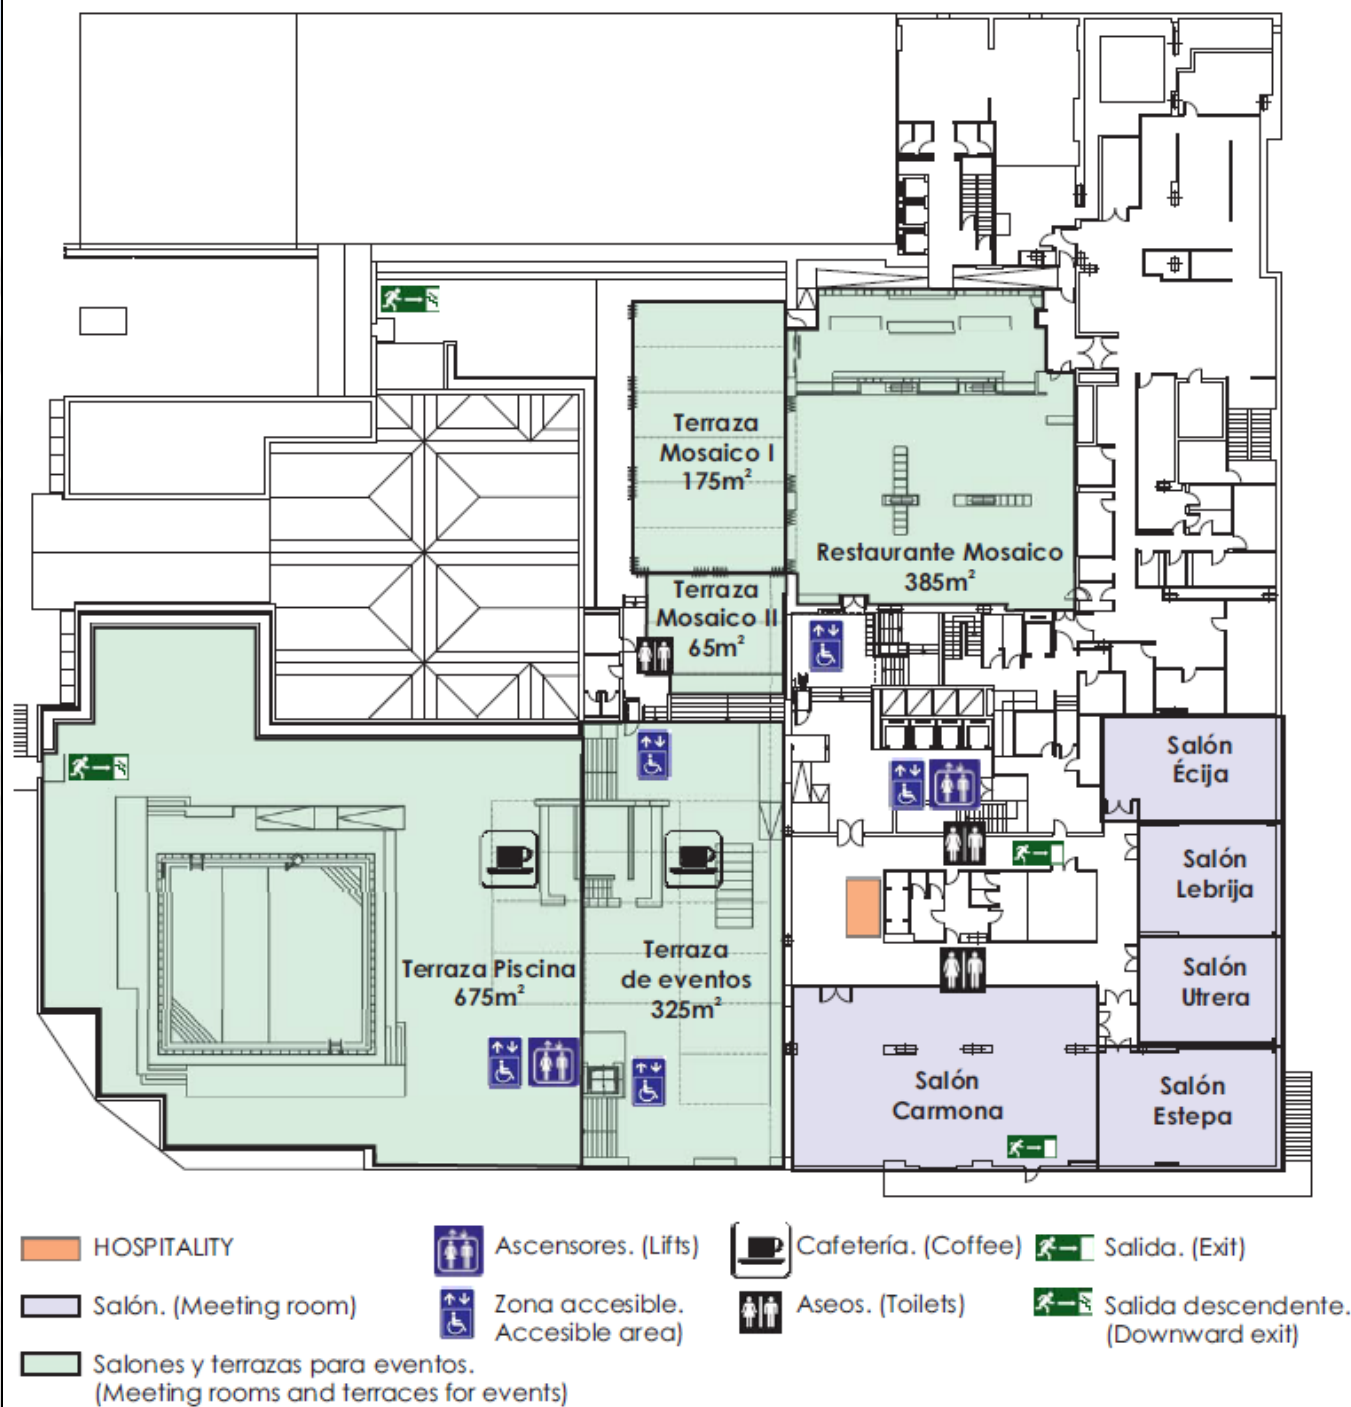 Terraza
Mosaico I
175m²
Restaurante Mosaico
385m²
Terraza
Mosaico II
65m²
Salón
Écija
Salón
Lebrija
Terraza Piscina
675m²
Terraza
de eventos
325m²
Salón
Utrera
Salón
Carmona
Salón
Estepa
HOSPITALITY
Ascensores. (Lifts)
Cafetería. (Coffee)
Salida. (Exit)
Salón. (Meeting room)
Zona accesible.
Accesible area)
Aseos. (Toilets)
Salida descendente.
(Downward exit)
Salones y terrazas para eventos.
(Meeting rooms and terraces for events)